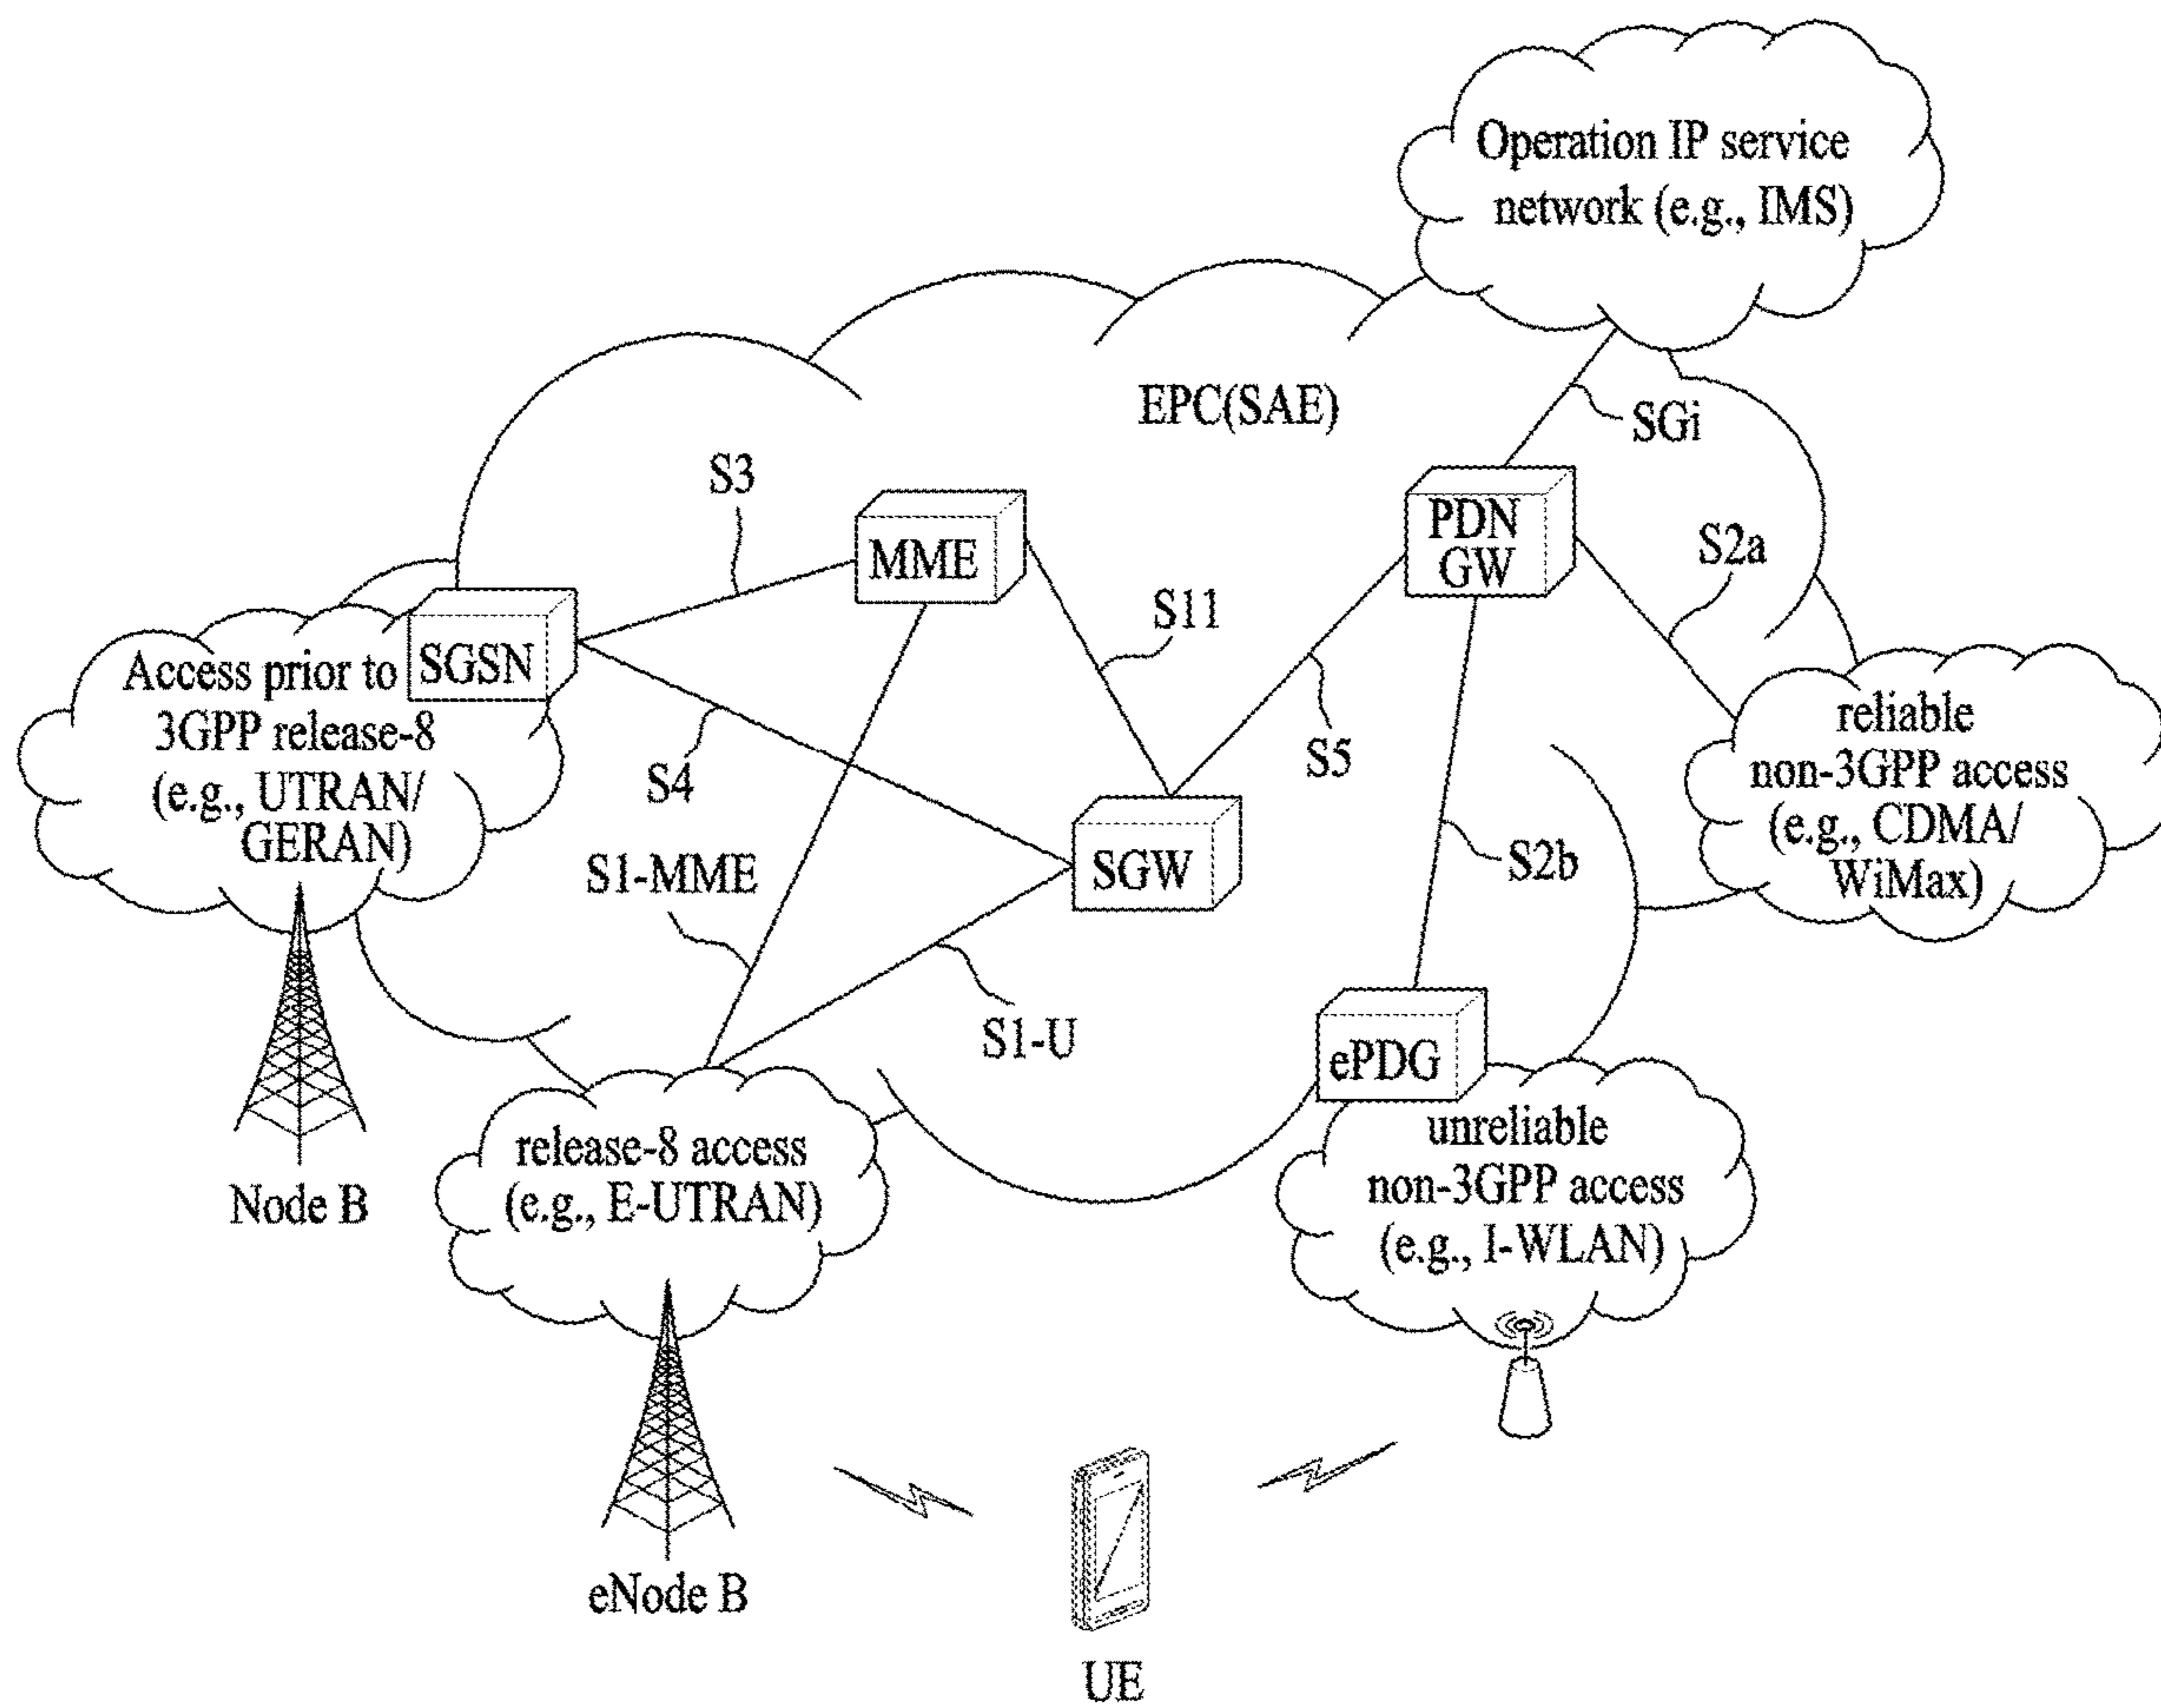 Operation IP service
network (e.g., IMS)
EPC(SAE)
SGi
S3
MME
PDN
GW
S2a
S11
SGSN
Access prior to
3GPP release-8
(e.g., UTRAN/
GERAN)
S4
S5
reliable
non-3GPP access
(e.g., CDMA/
WiMax)
S1-MME
SGW
S2b
S1-U
ePDG
unreliable
non-3GPP access
(e.g., I-WLAN)
release-8 access
(e.g., E-UTRAN)
Node B
eNode B
UE